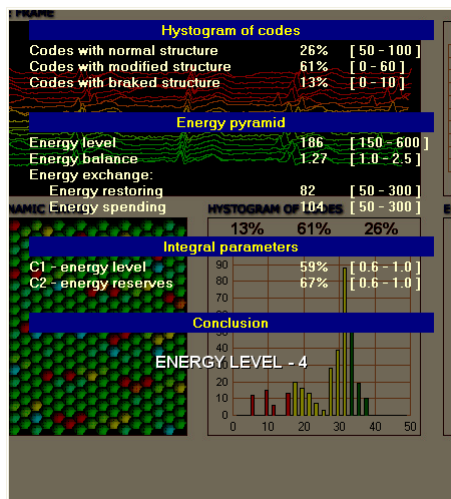 FRAME
Hystogram of codes
Codes with normal structure 26% [ 50 - 100 ]
Codes with modified structure 61% [ 0 - 60 ]
Codes with braked structure 13% [ 0 - 10 ]
Energy pyramid
Energy level 186 [ 150 - 600 ]
Energy balance 1.27 [ 1.0 - 2.5 ]
Energy exchange:
Energy restoring 82 [ 50 - 300 ]
Energy spending 104 [ 50 - 300 ]
HYSTOGRAM OF CODES
13% 61% 26%
Integral parameters
C1 - energy level 59% [ 0.6 - 1.0 ]
C2 - energy reserves 67% [ 0.6 - 1.0 ]
Conclusion
ENERGY LEVEL - 4
90
80
70
60
40
30
20
10
0
0 10 20 30 40 50